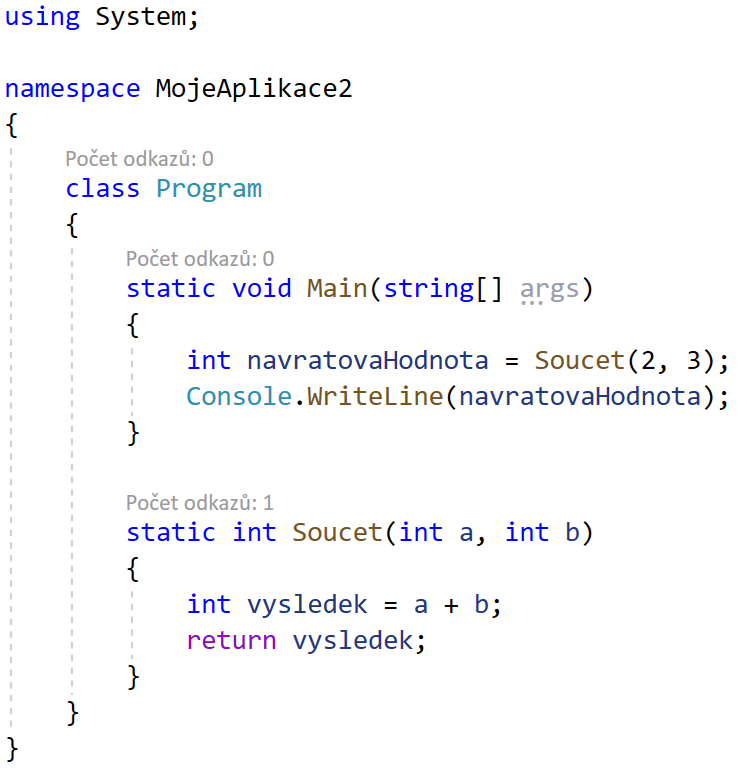 using System;

namespace MojeAplikace2
{
    Počet odkazů: 0
    class Program
    {
        Počet odkazů: 0
        static void Main(string[] args)
        {
            int navratovaHodnota = Soucet(2, 3);
            Console.WriteLine(navratovaHodnota);
        }

        Počet odkazů: 1
        static int Soucet(int a, int b)
        {
            int vysledek = a + b;
            return vysledek;
        }
    }
}